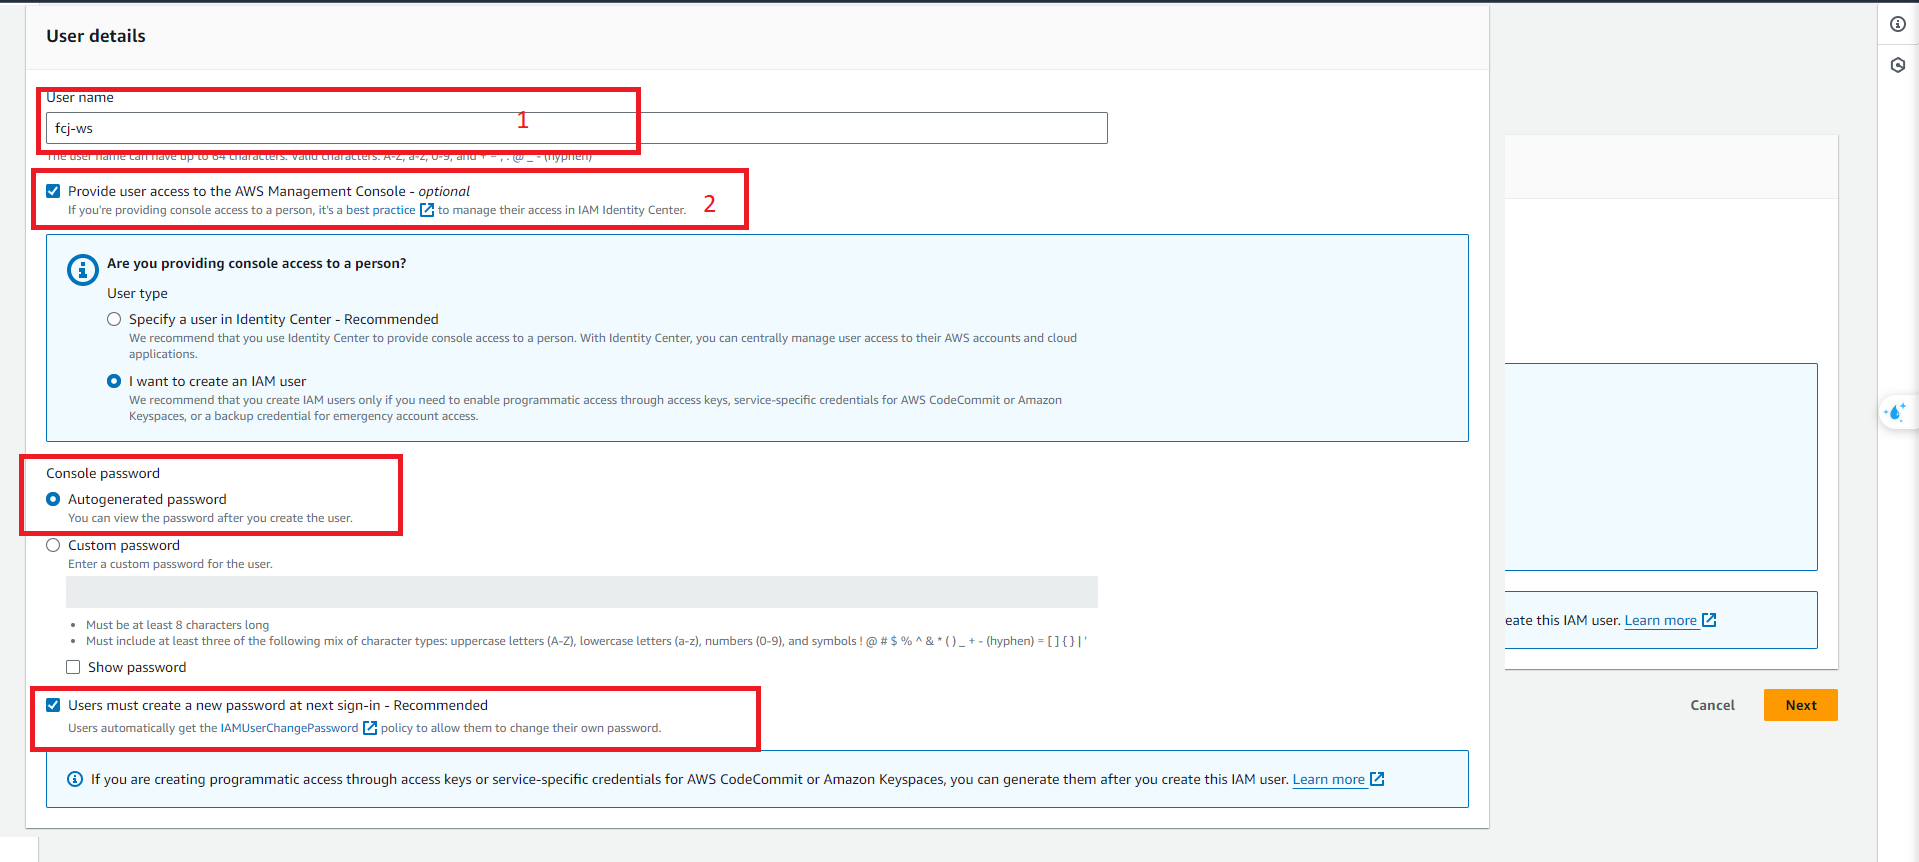 User details
User name
1
fcj-ws
The user name can have up to 64 characters. Valid characters: A-Z, a-z, 0-9, and + = , . @ _ - (hyphen)
Provide user access to the AWS Management Console - optional
If you're providing console access to a person, it's a best practice to manage their access in IAM Identity Center.
2
Are you providing console access to a person?
User type
Specify a user in Identity Center - Recommended
We recommend that you use Identity Center to provide console access to a person. With Identity Center, you can centrally manage user access to their AWS accounts and cloud
applications.
I want to create an IAM user
We recommend that you create IAM users only if you need to enable programmatic access through access keys, service-specific credentials for AWS CodeCommit or Amazon
Keyspaces, or a backup credential for emergency account access.
Console password
Autogenerated password
You can view the password after you create the user.
Custom password
Enter a custom password for the user.
• Must be at least 8 characters long
• Must include at least three of the following mix of character types: uppercase letters (A-Z), lowercase letters (a-z), numbers (0-9), and symbols ! @ # $ % ^ & * ( ) _ + - (hyphen) = [ ] { } | '
Show password
Users must create a new password at next sign-in - Recommended
Users automatically get the IAMUserChangePassword policy to allow them to change their own password.
If you are creating programmatic access through access keys or service-specific credentials for AWS CodeCommit or Amazon Keyspaces, you can generate them after you create this IAM user. Learn more
eate this IAM user. Learn more
Cancel
Next